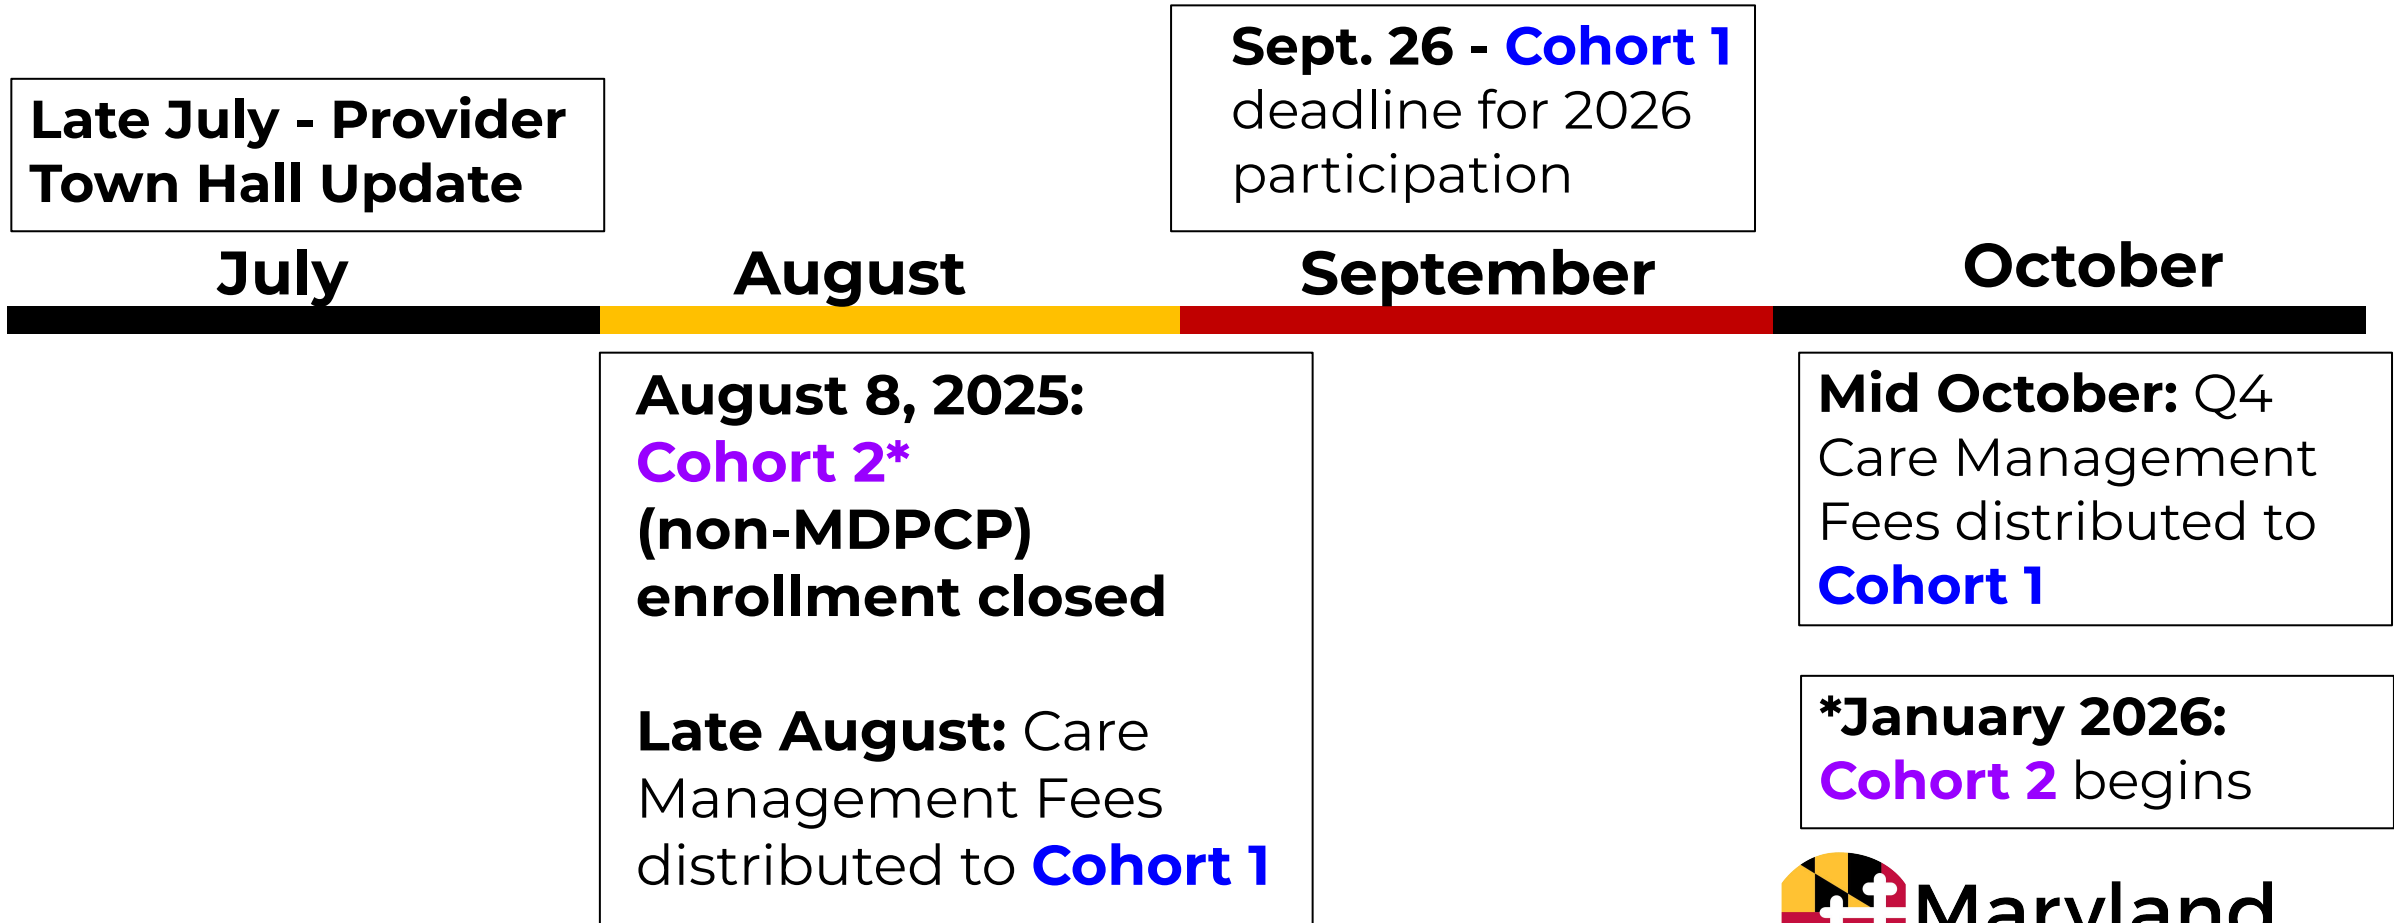 Late July - Provider
Town Hall Update
Sept. 26 - Cohort 1
deadline for 2026
participation
July
August
September
October
August 8, 2025:
Cohort 2*
(non-MDPCP)
enrollment closed
Late August: Care
Management Fees
distributed to Cohort 1
Mid October: Q4
Care Management
Fees distributed to
Cohort 1
*January 2026:
Cohort 2 begins
Maryland